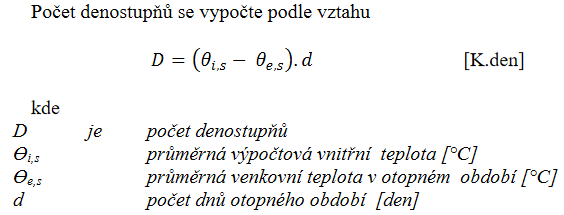 Počet denostupňů se vypočte podle vztahu
D = (θi,s − θe,s). d [K.den]
kde
D je počet denostupňů
Θi,s průměrná výpočtová vnitřní teplota [°C]
Θe,s průměrná venkovní teplota v otopném období [°C]
d počet dnů otopného období [den]